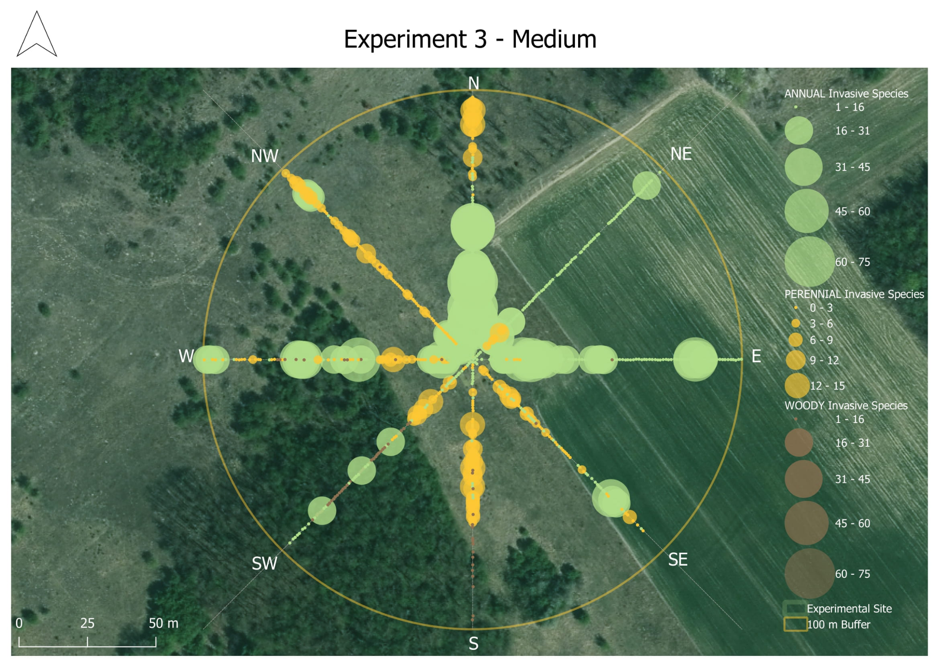 Experiment 3 - Medium
N
NE
E
SE
S
SW
W
NW
ANNUAL Invasive Species
1 - 16
16 - 31
31 - 45
45 - 60
60 - 75
PERENNIAL Invasive Species
0 - 3
3 - 6
6 - 9
9 - 12
12 - 15
WOODY Invasive Species
1 - 16
16 - 31
31 - 45
45 - 60
60 - 75
Experimental Site
100 m Buffer
0 25 50 m